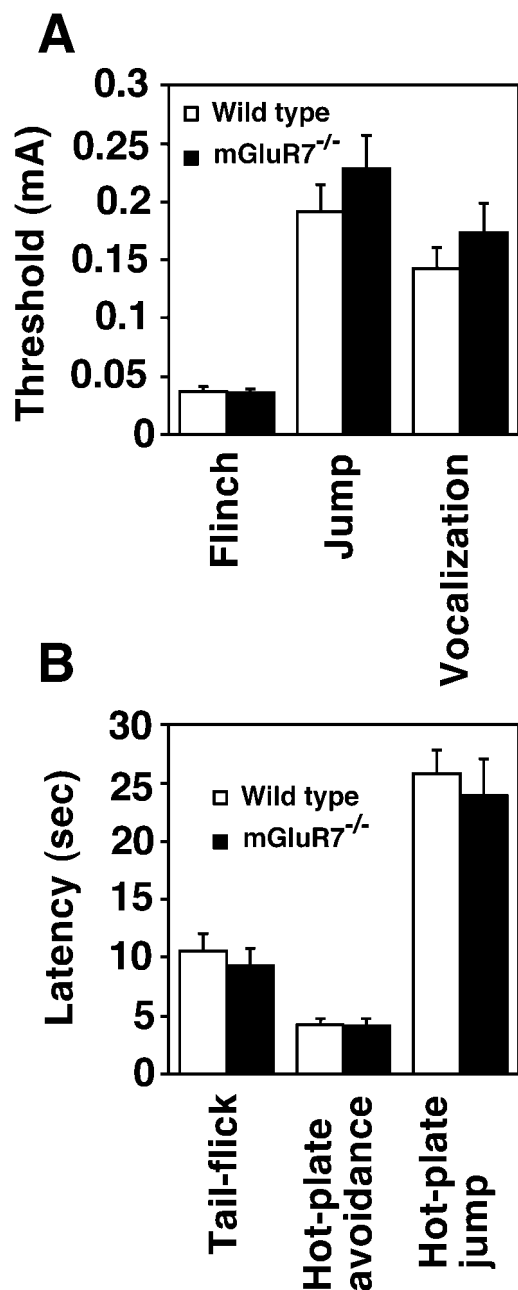 A
Threshold (mA)
0.3
0.25
0.2
0.15
0.1
0.05
0
Wild type
mGluR7-/-
Flinch
Jump
Vocalization
B
Latency (sec)
30
25
20
15
10
5
0
Wild type
mGluR7-/-
Tail-flick
Hot-plate
avoidance
Hot-plate
jump